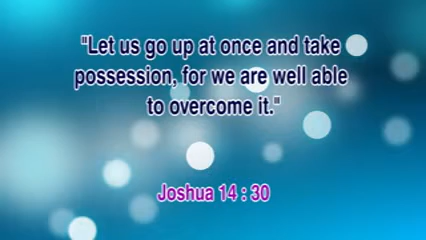 "Let us go up at once and take
possession, for we are well able
to overcome it."
Joshua 14 : 30